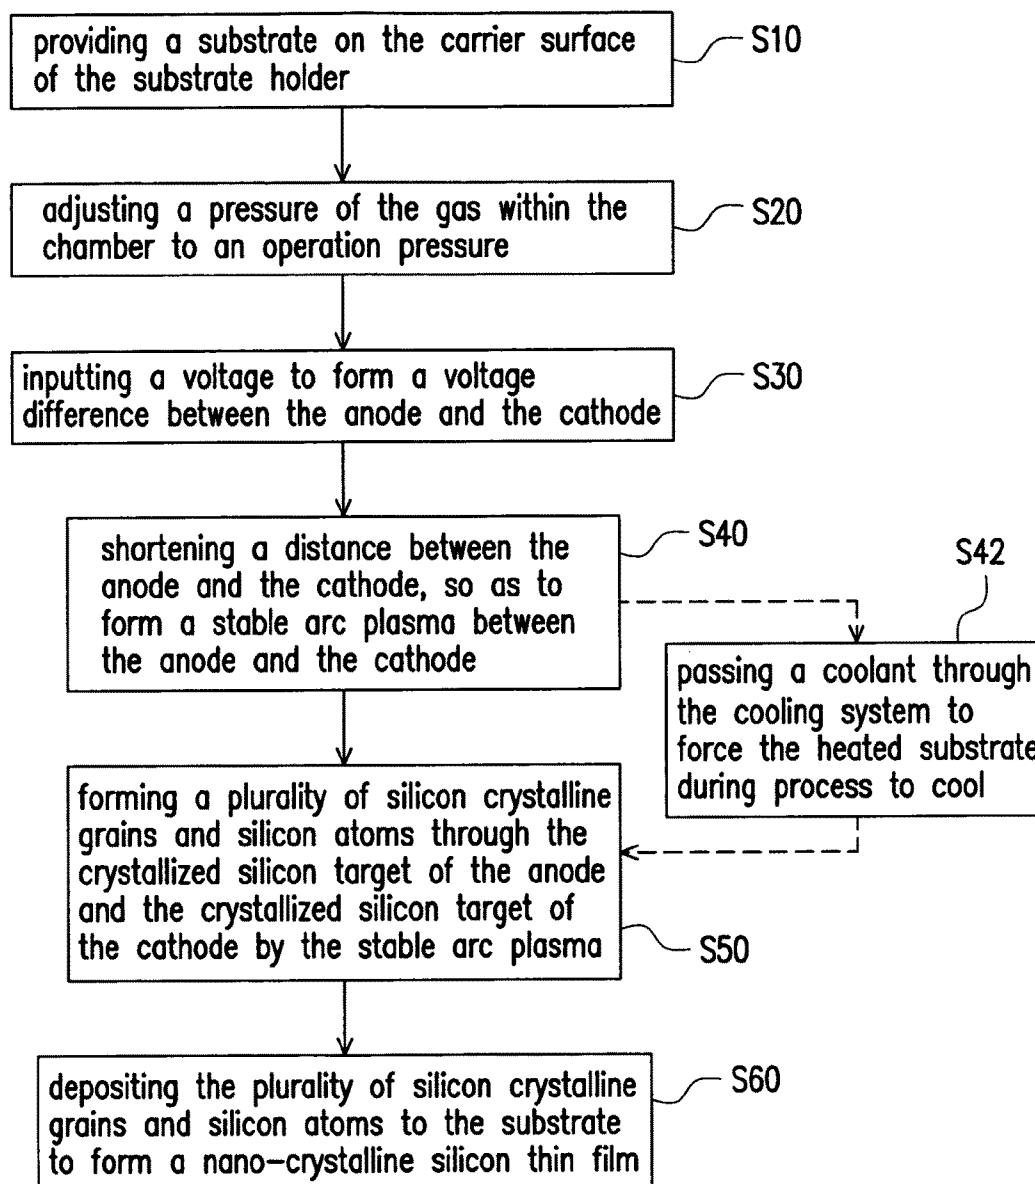 providing a substrate on the carrier surface
of the substrate holder
S10
adjusting a pressure of the gas within the
chamber to an operation pressure
S20
inputting a voltage to form a voltage
difference between the anode and the cathode
S30
shortening a distance between the
anode and the cathode, so as to
form a stable arc plasma between
the anode and the cathode
S40
S42
passing a coolant through
the cooling system to
force the heated substrate
during process to cool
forming a plurality of silicon crystalline
grains and silicon atoms through the
crystallized silicon target of the anode
and the crystallized silicon target of
the cathode by the stable arc plasma
S50
depositing the plurality of silicon crystalline
grains and silicon atoms to the substrate
to form a nano-crystalline silicon thin film
S60